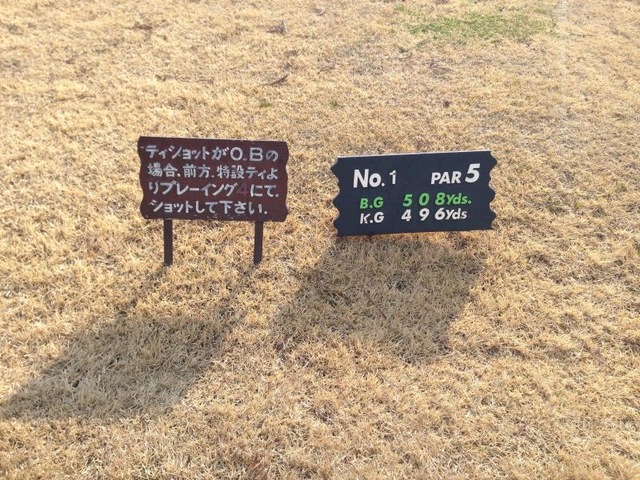 ティショットがO.Bの
場合、前方、特設ティよ
りプレーイング4にて、
ショットして下さい。
No.1 PAR 5
B.G 508Yds.
K.G 496Yds